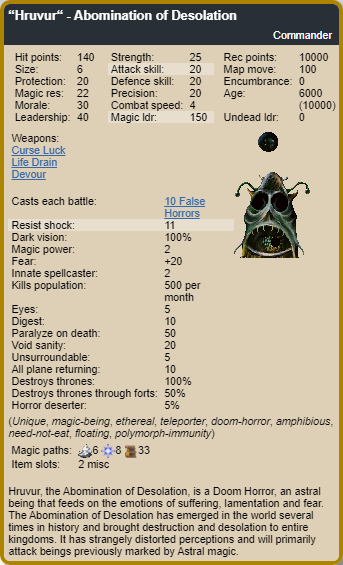 “Hruvur“ - Abomination of Desolation
Commander
Hit points: 140 Strength: 25 Rec points: 10000
Size: 6 Attack skill: 20 Map move: 100
Protection: 20 Defence skill: 20 Encumbrance: 0
Magic res: 22 Precision: 20 Age: 6000
Morale: 30 Combat speed: 4 (10000)
Leadership: 40 Magic ldr: 150 Undead ldr: 0
Weapons:
Curse Luck
Life Drain
Devour
Casts each battle: 10 False
Horrors
Resist shock: 11
Dark vision: 100%
Magic power: 2
Fear: +20
Innate spellcaster: 2
Kills population: 500 per
month
Eyes: 5
Digest: 10
Paralyze on death: 50
Void sanity: 20
Unsurroundable: 5
All plane returning: 10
Destroys thrones: 100%
Destroys thrones through forts: 50%
Horror deserter: 5%
(Unique, magic-being, ethereal, teleporter, doom-horror, amphibious,
need-not-eat, floating, polymorph-immunity)
Magic paths: 6 8 33
Item slots: 2 misc
Hruvur, the Abomination of Desolation, is a Doom Horror, an astral
being that feeds on the emotions of suffering, lamentation and fear.
The Abomination of Desolation has emerged in the world several
times in history and brought destruction and desolation to entire
kingdoms. It has strangely distorted perceptions and will primarily
attack beings previously marked by Astral magic.